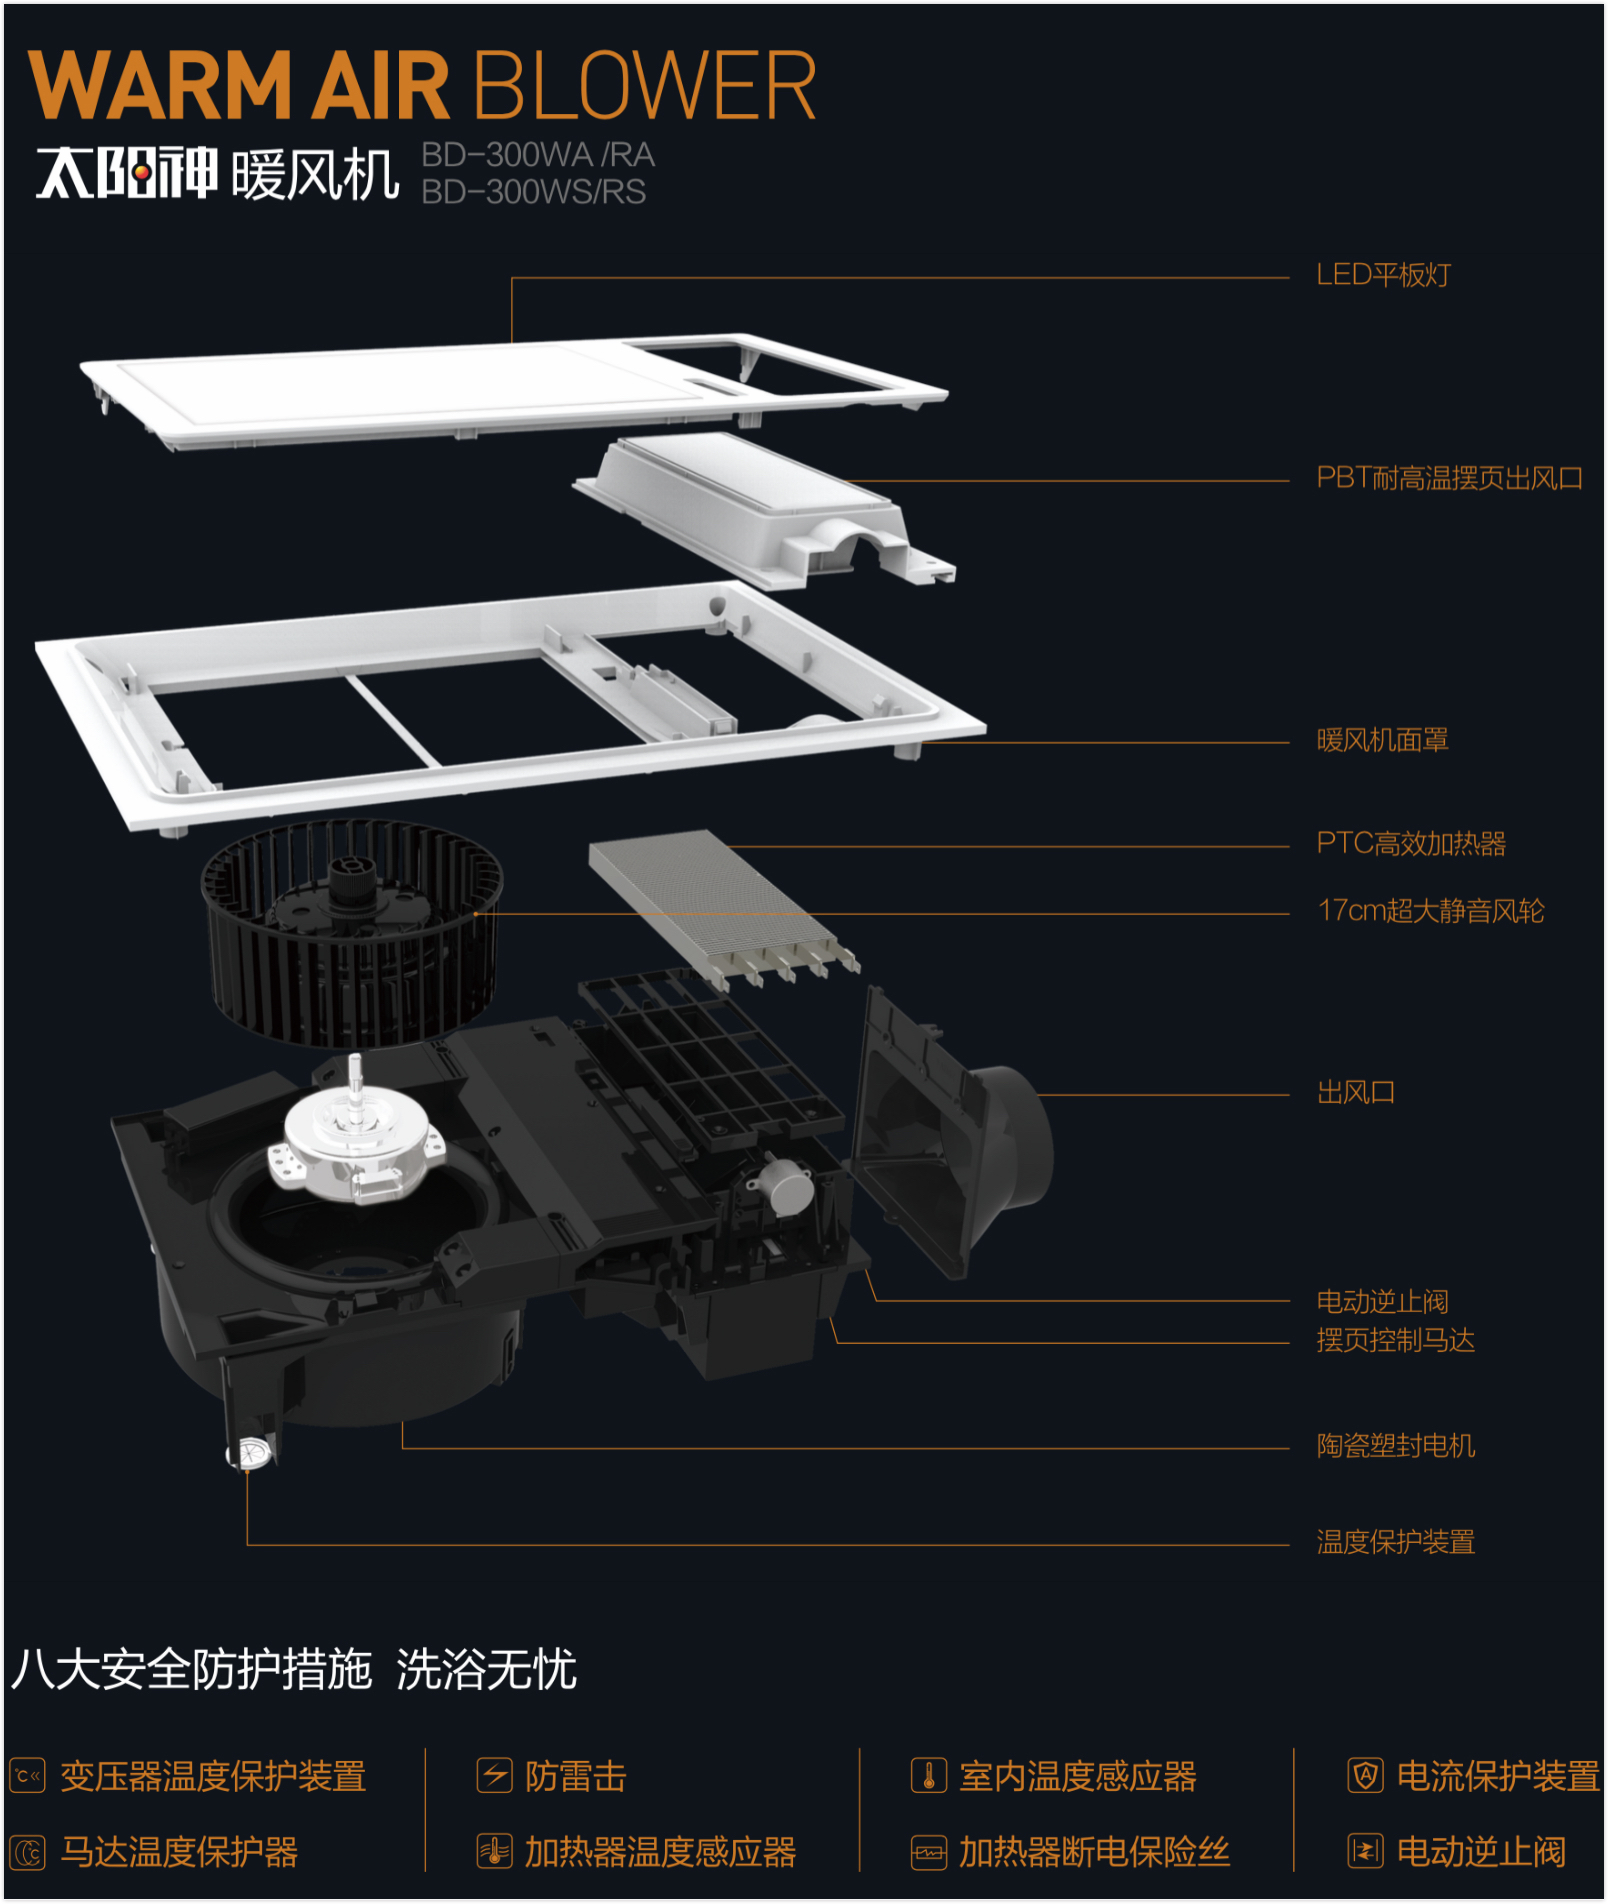 WARM AIR BLOWER
太阳神 暖风机
BD-300WA /RA
BD-300WS/RS
LED平板灯
PBT耐高温摆页出风口
暖风机面罩
PTC高效加热器
17cm超大静音风轮
出风口
电动逆止阀
摆页控制马达
陶瓷塑封电机
温度保护装置
八大安全防护措施 洗浴无忧
℃ 变压器温度保护装置
防雷击
室内温度感应器
A 电流保护装置
℃ 马达温度保护器
加热器温度感应器
加热器断电保险丝
电动逆止阀